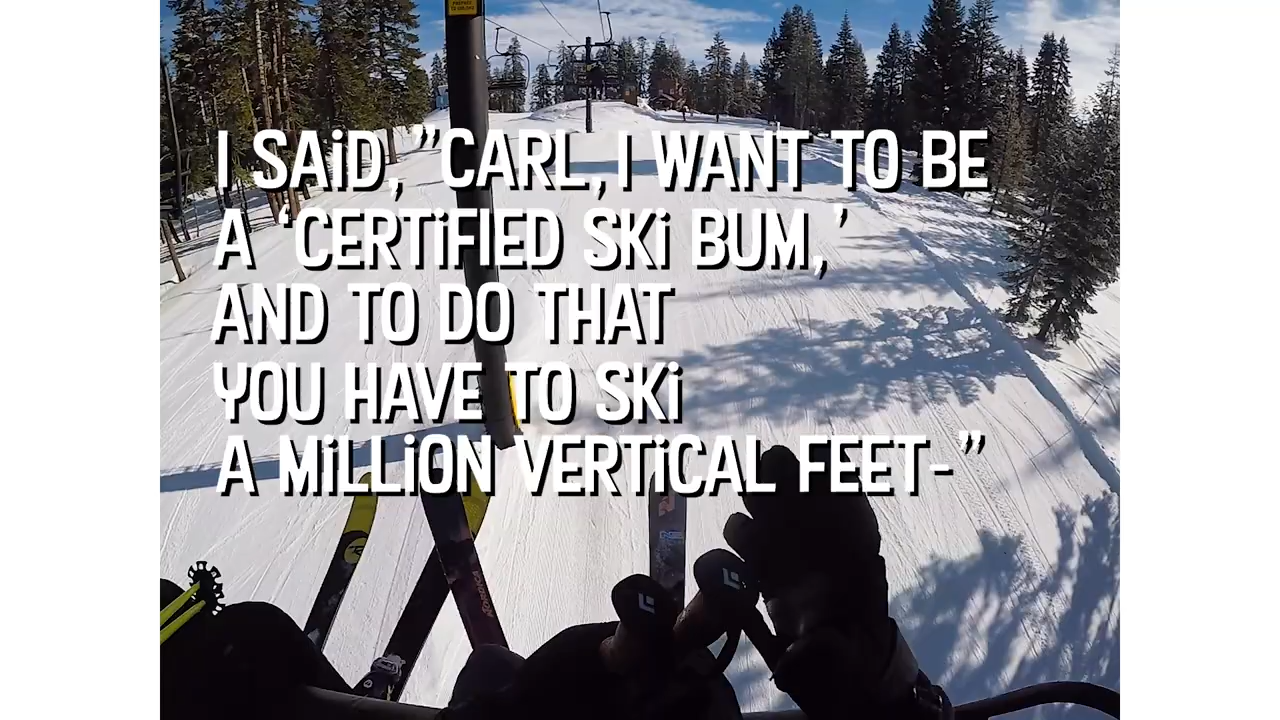 I SAiD, "CARL, I WANT TO BE
A 'CERTiFIED SKi BUM,'
AND TO DO THAT
YOU HAVE TO SKi
A MiLLiON VERTiCAL FEET-"
NORDICA